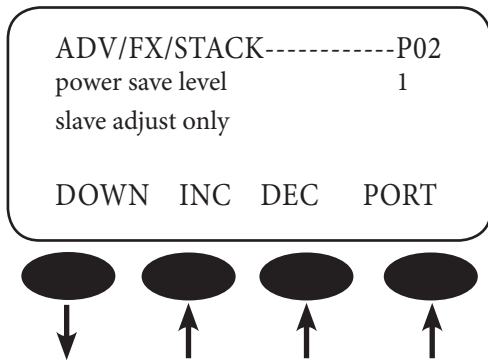 ADV/FX/STACK------------P02
power save level 1
slave adjust only
DOWN INC DEC PORT